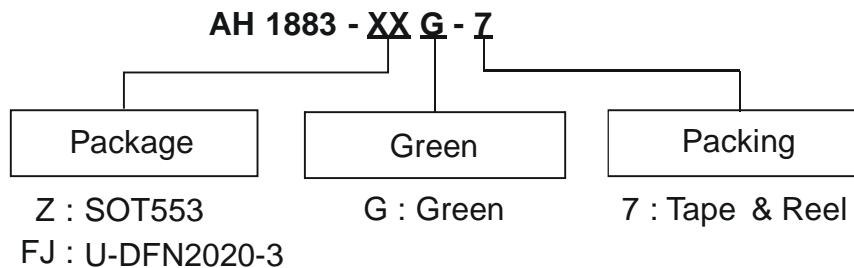 AH 1883 - XX G - 7
Package Green Packing
Z : SOT553 G : Green 7 : Tape & Reel
FJ : U-DFN2020-3